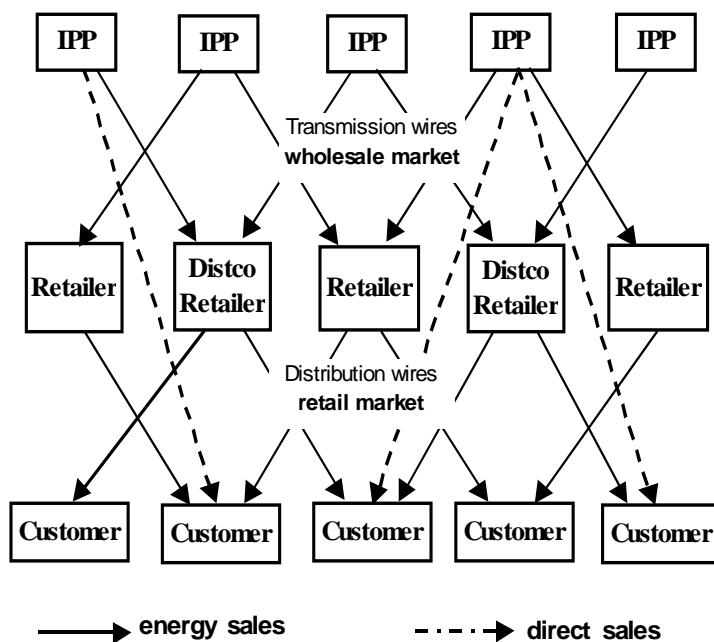 IPP
IPP
IPP
IPP
IPP
Transmission wires
wholesale market
Retailer
Distco
Retailer
Retailer
Distco
Retailer
Retailer
Distribution wires
retail market
Customer
Customer
Customer
Customer
Customer
energy sales
direct sales